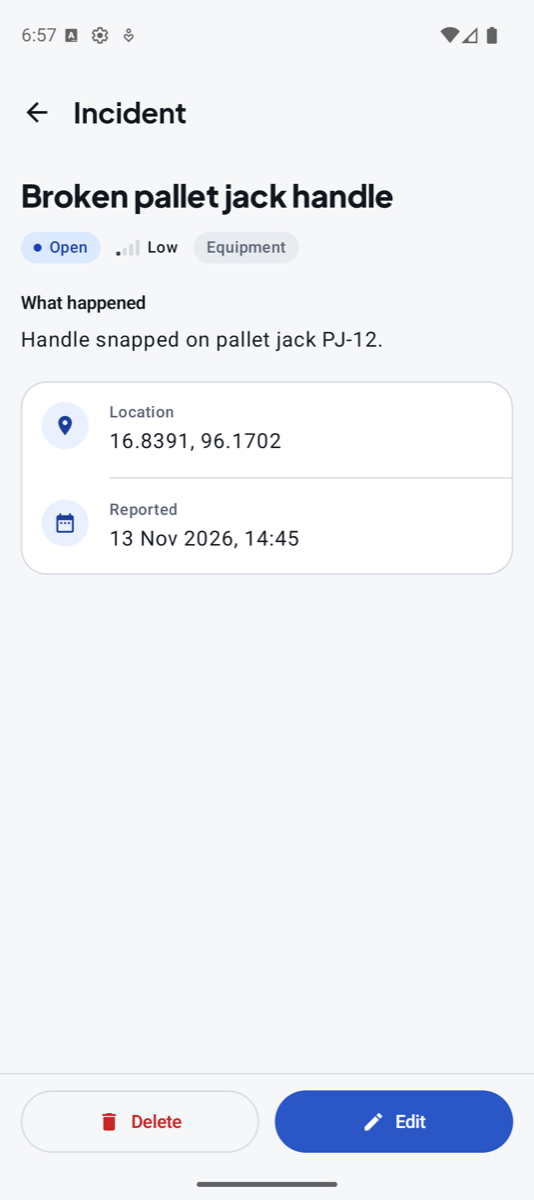 6:57
Incident
Broken pallet jack handle
Open Low Equipment
What happened
Handle snapped on pallet jack PJ-12.
Location
16.8391, 96.1702
Reported
13 Nov 2026, 14:45
Delete Edit